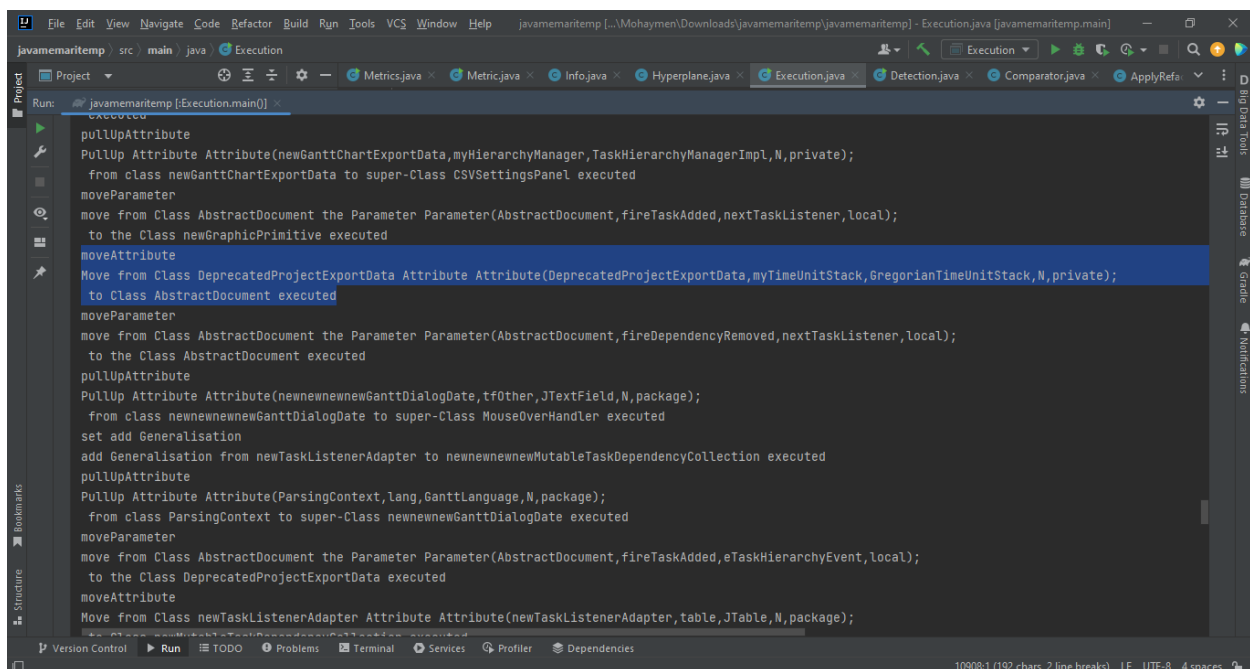 File Edit View Navigate Code Refactor Build Run Tools VCS Window Help javamemaritemp [...\Mohaymen\Downloads\javamemaritemp\javamemaritemp] - Execution.java [javamemaritemp.main]
javamemaritemp src main java Execution Execution
Project Metrics.java Metric.java Info.java Hyperplane.java Execution.java Detection.java Comparator.java ApplyRefa
Run: javamemaritemp [:Execution.main()]
executed
pullUpAttribute
PullUp Attribute Attribute(newGanttChartExportData,myHierarchyManager,TaskHierarchyManagerImpl,N,private);
from class newGanttChartExportData to super-Class CSVSettingsPanel executed
moveParameter
move from Class AbstractDocument the Parameter Parameter(AbstractDocument,fireTaskAdded,nextTaskListener,local);
to the Class newGraphicPrimitive executed
moveAttribute
Move from Class DeprecatedProjectExportData Attribute Attribute(DeprecatedProjectExportData,myTimeUnitStack,GregorianTimeUnitStack,N,private);
to Class AbstractDocument executed
moveParameter
move from Class AbstractDocument the Parameter Parameter(AbstractDocument,fireDependencyRemoved,nextTaskListener,local);
to the Class AbstractDocument executed
pullUpAttribute
PullUp Attribute Attribute(newnewnewnewGanttDialogDate,tfOther,JTextField,N,package);
from class newnewnewnewGanttDialogDate to super-Class MouseOverHandler executed
set add Generalisation
add Generalisation from newTaskListenerAdapter to newnewnewnewMutableTaskDependencyCollection executed
pullUpAttribute
PullUp Attribute Attribute(ParsingContext,lang,GanttLanguage,N,package);
from class ParsingContext to super-Class newnewnewGanttDialogDate executed
moveParameter
move from Class AbstractDocument the Parameter Parameter(AbstractDocument,fireTaskAdded,eTaskHierarchyEvent,local);
to the Class DeprecatedProjectExportData executed
moveAttribute
Move from Class newTaskListenerAdapter Attribute Attribute(newTaskListenerAdapter,table,JTable,N,package);
to Class newMutableTaskDependencyCollection executed
Project
Bookmarks
Structure
D
Big Data Tools
Database
Gradle
Notifications
Version Control Run TODO Problems Terminal Services Profiler Dependencies
10908:1 (192 chars, 2 line breaks) LF UTF-8 4 spaces